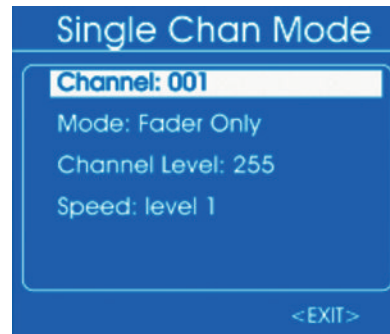 Single Chan Mode
Channel: 001
Mode: Fader Only
Channel Level: 255
Speed: level 1
<EXIT>